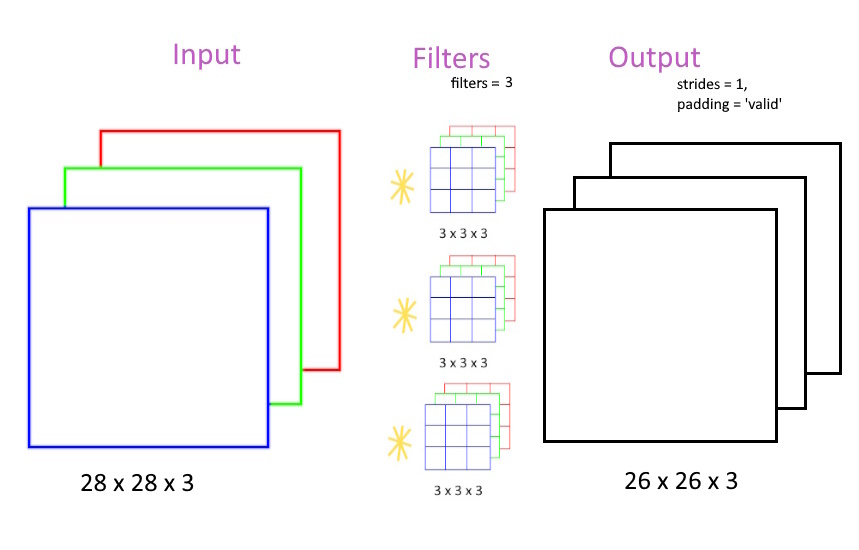 Input
Filters
filters = 3
Output
strides = 1,
padding = 'valid'
3 x 3 x 3
3 x 3 x 3
3 x 3 x 3
28 x 28 x 3
26 x 26 x 3